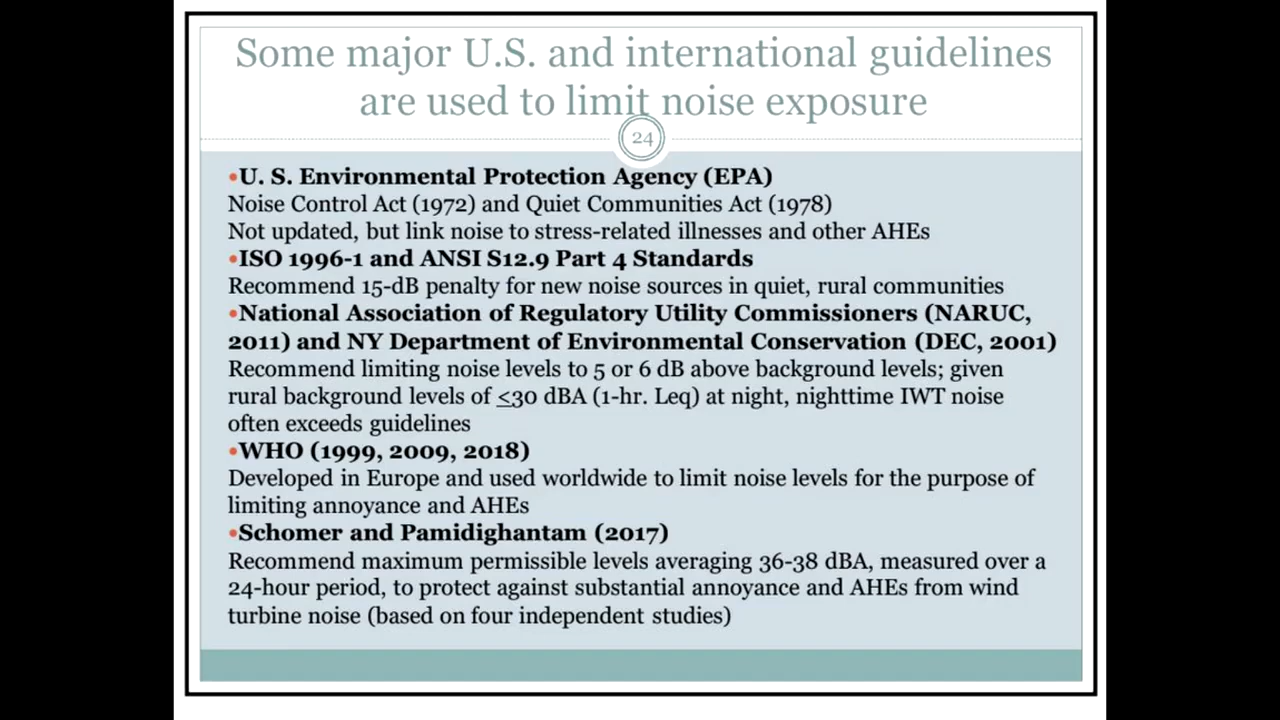 Some major U.S. and international guidelines
are used to limit noise exposure
24
•U. S. Environmental Protection Agency (EPA)
Noise Control Act (1972) and Quiet Communities Act (1978)
Not updated, but link noise to stress-related illnesses and other AHEs
•ISO 1996-1 and ANSI S12.9 Part 4 Standards
Recommend 15-dB penalty for new noise sources in quiet, rural communities
•National Association of Regulatory Utility Commissioners (NARUC,
2011) and NY Department of Environmental Conservation (DEC, 2001)
Recommend limiting noise levels to 5 or 6 dB above background levels; given
rural background levels of <30 dBA (1-hr. Leq) at night, nighttime IWT noise
often exceeds guidelines
•WHO (1999, 2009, 2018)
Developed in Europe and used worldwide to limit noise levels for the purpose of
limiting annoyance and AHEs
•Schomer and Pamidighantam (2017)
Recommend maximum permissible levels averaging 36-38 dBA, measured over a
24-hour period, to protect against substantial annoyance and AHEs from wind
turbine noise (based on four independent studies)